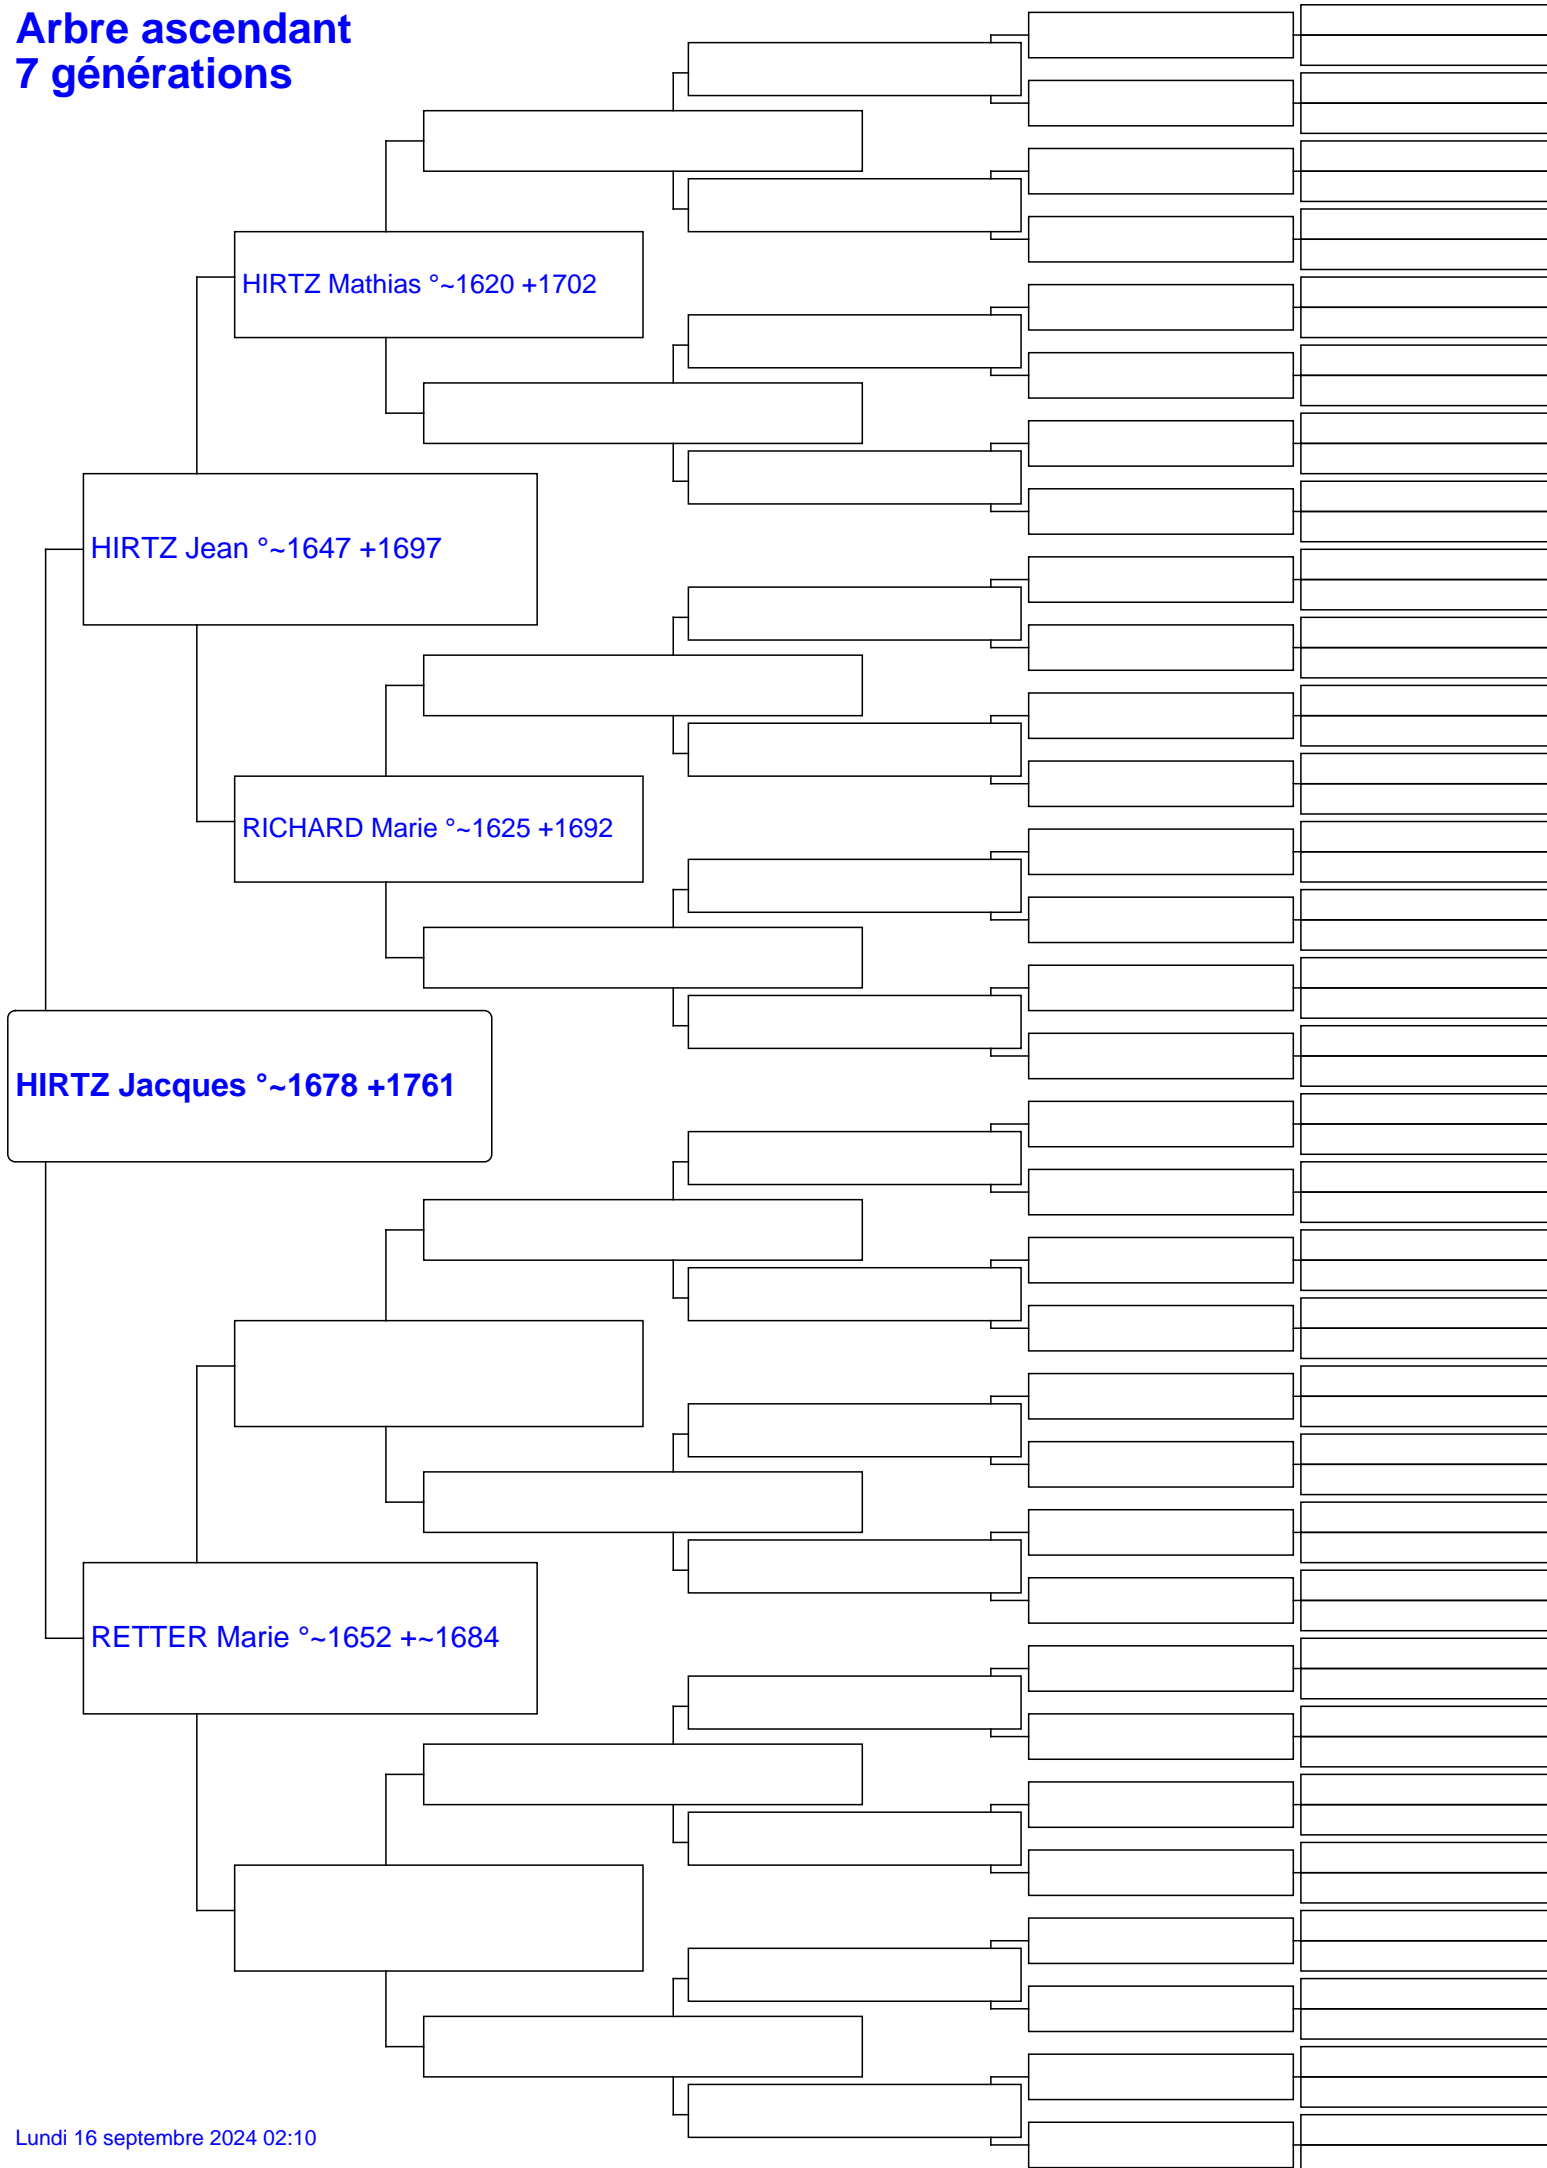 Arbre ascendant
7 générations
HIRTZ Mathias °~1620 +1702
HIRTZ Jean °~1647 +1697
RICHARD Marie °~1625 +1692
HIRTZ Jacques °~1678 +1761
RETTER Marie °~1652 +~1684
Lundi 16 septembre 2024 02:10